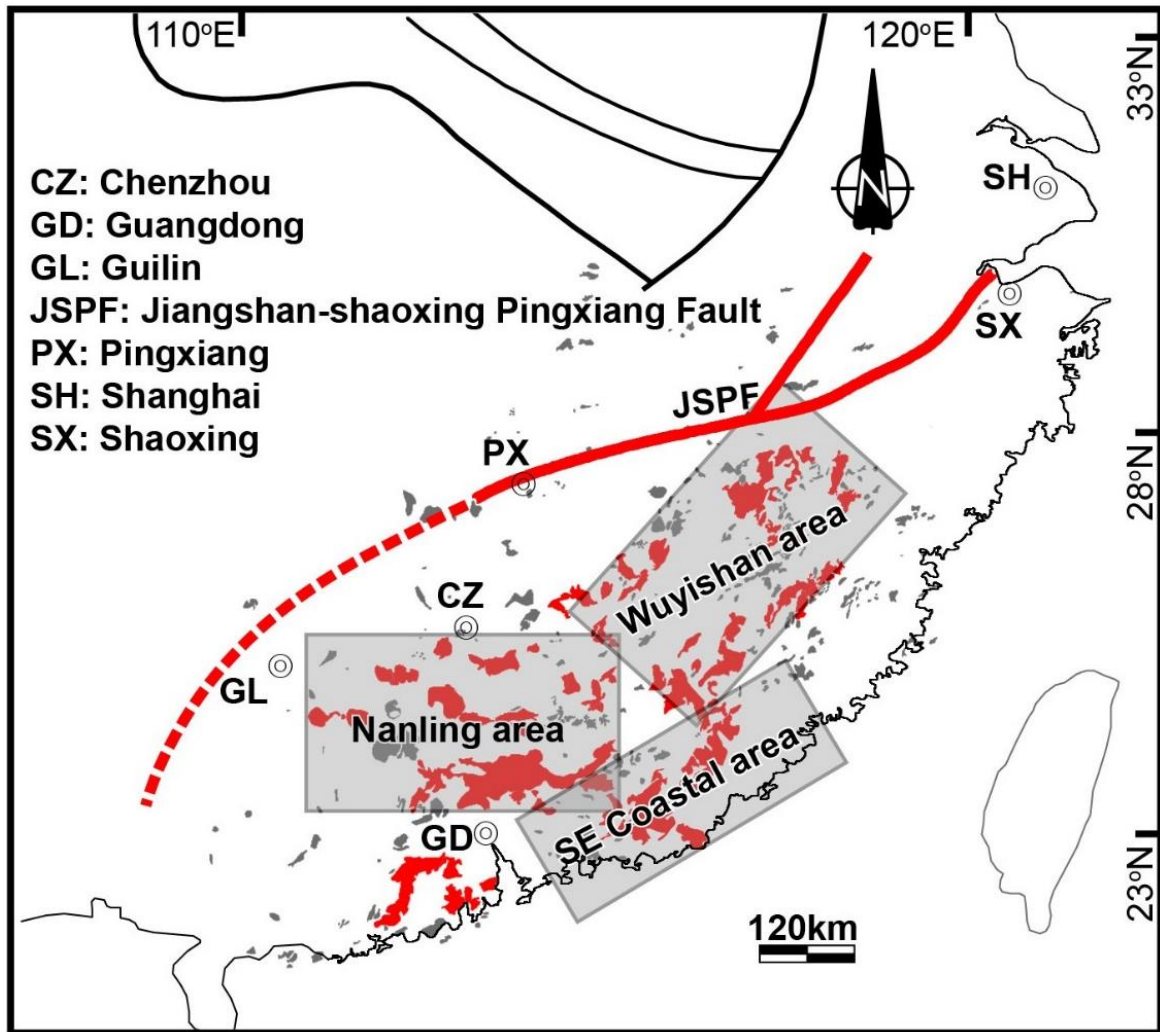 110°E
120°E
33°N
CZ: Chenzhou
GD: Guangdong
GL: Guilin
JSPF: Jiangshan-shaoxing Pingxiang Fault
PX: Pingxiang
SH: Shanghai
SX: Shaoxing
N
SH
SX
JSPF
PX
28°N
Wuyishan area
CZ
GL
Nanling area
SE Coastal area
GD
23°N
120km